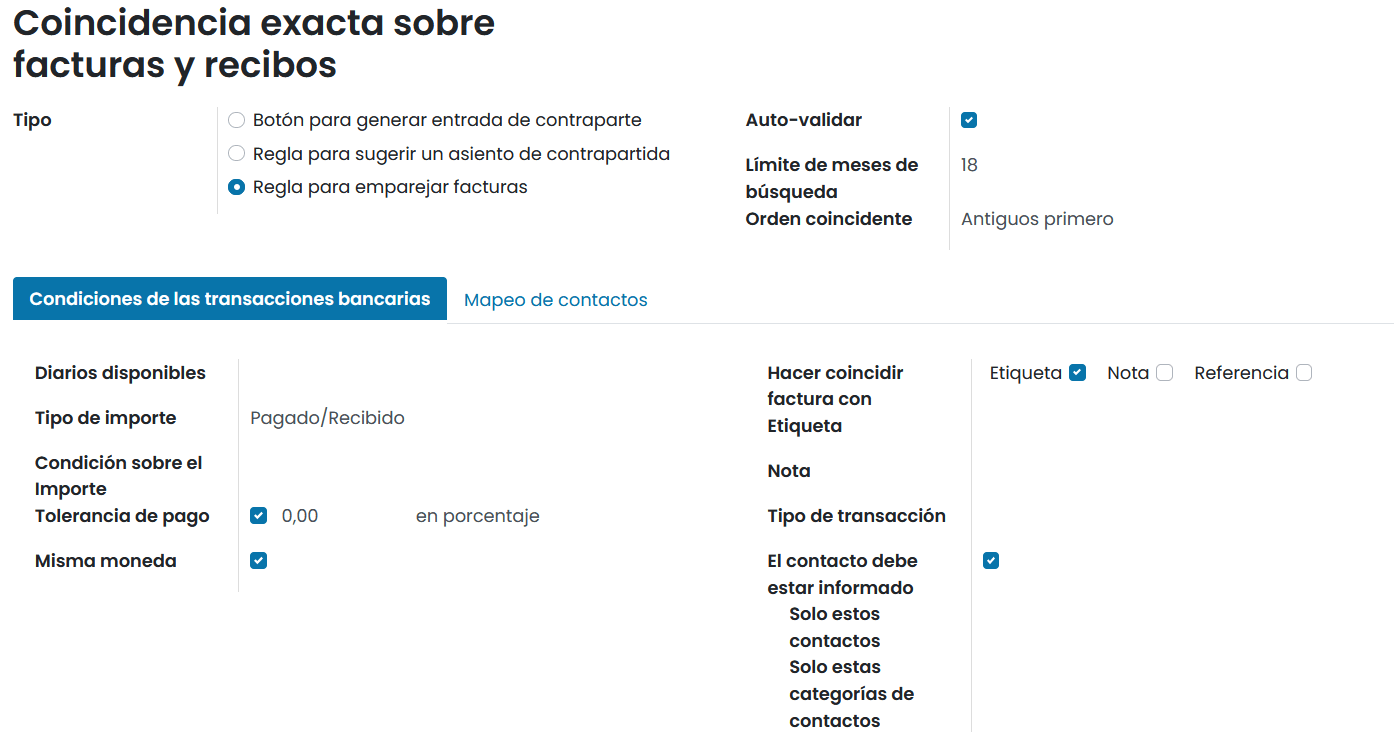 Coincidencia exacta sobre
facturas y recibos
Tipo
Botón para generar entrada de contraparte
Regla para sugerir un asiento de contrapartida
Regla para emparejar facturas
Auto-validar
Límite de meses de
búsqueda
18
Orden coincidente
Antiguos primero
Condiciones de las transacciones bancarias
Mapeo de contactos
Diarios disponibles
Tipo de importe
Pagado/Recibido
Condición sobre el
Importe
Tolerancia de pago
0,00
en porcentaje
Misma moneda
Hacer coincidir
factura con
Etiqueta
Etiqueta
Nota
Referencia
Nota
Tipo de transacción
El contacto debe
estar informado
Solo estos
contactos
Solo estas
categorías de
contactos